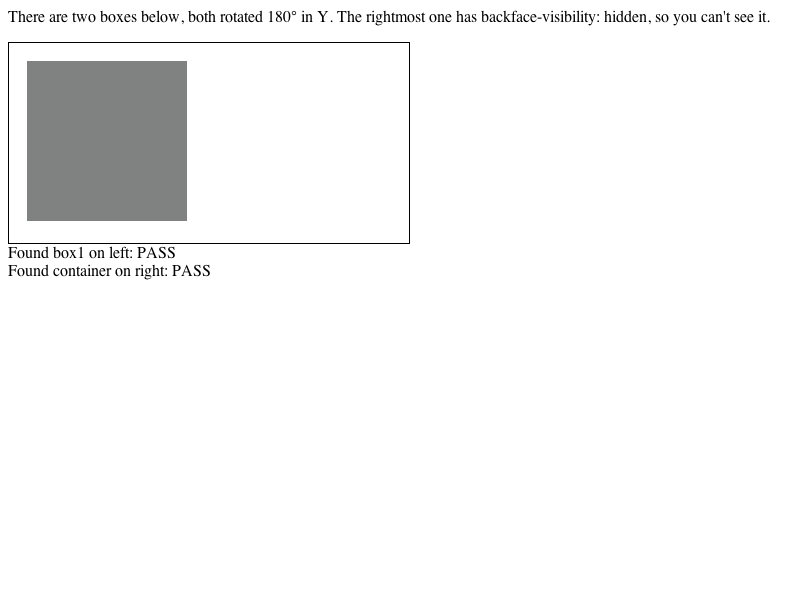 There are two boxes below, both rotated 180° in Y. The rightmost one has backface-visibility: hidden, so you can't see it.
Found box1 on left: PASS
Found container on right: PASS